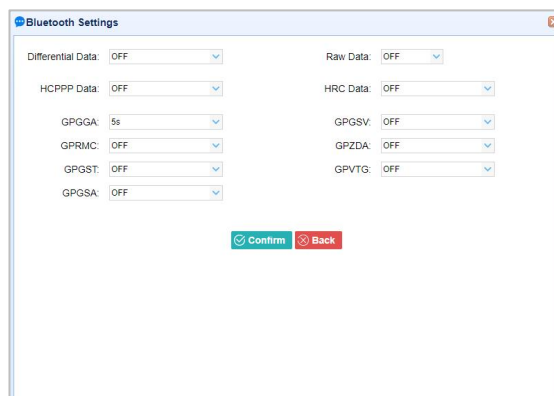 Bluetooth Settings
Differential Data: OFF Raw Data: OFF
HCPPP Data: OFF HRC Data: OFF
GPGGA: 5s GPGSV: OFF
GPRMC: OFF GPZDA: OFF
GPGST: OFF GPVTG: OFF
GPGSA: OFF
Confirm Back